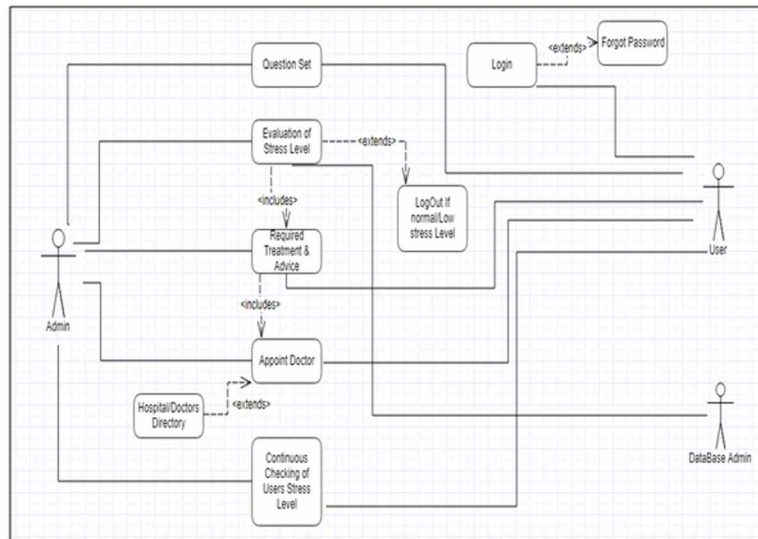 Question Set
Login
<extends>
Forgot Password
Evaluation of
Stress Level
<extends>
<includes>
LogOut If
normal/Low
stress Level
Required
Treatment &
Advice
<includes>
Admin
User
Appoint Doctor
Hospital/Doctors
Directory
<extends>
DataBase Admin
Continuous
Checking of
Users Stress
Level